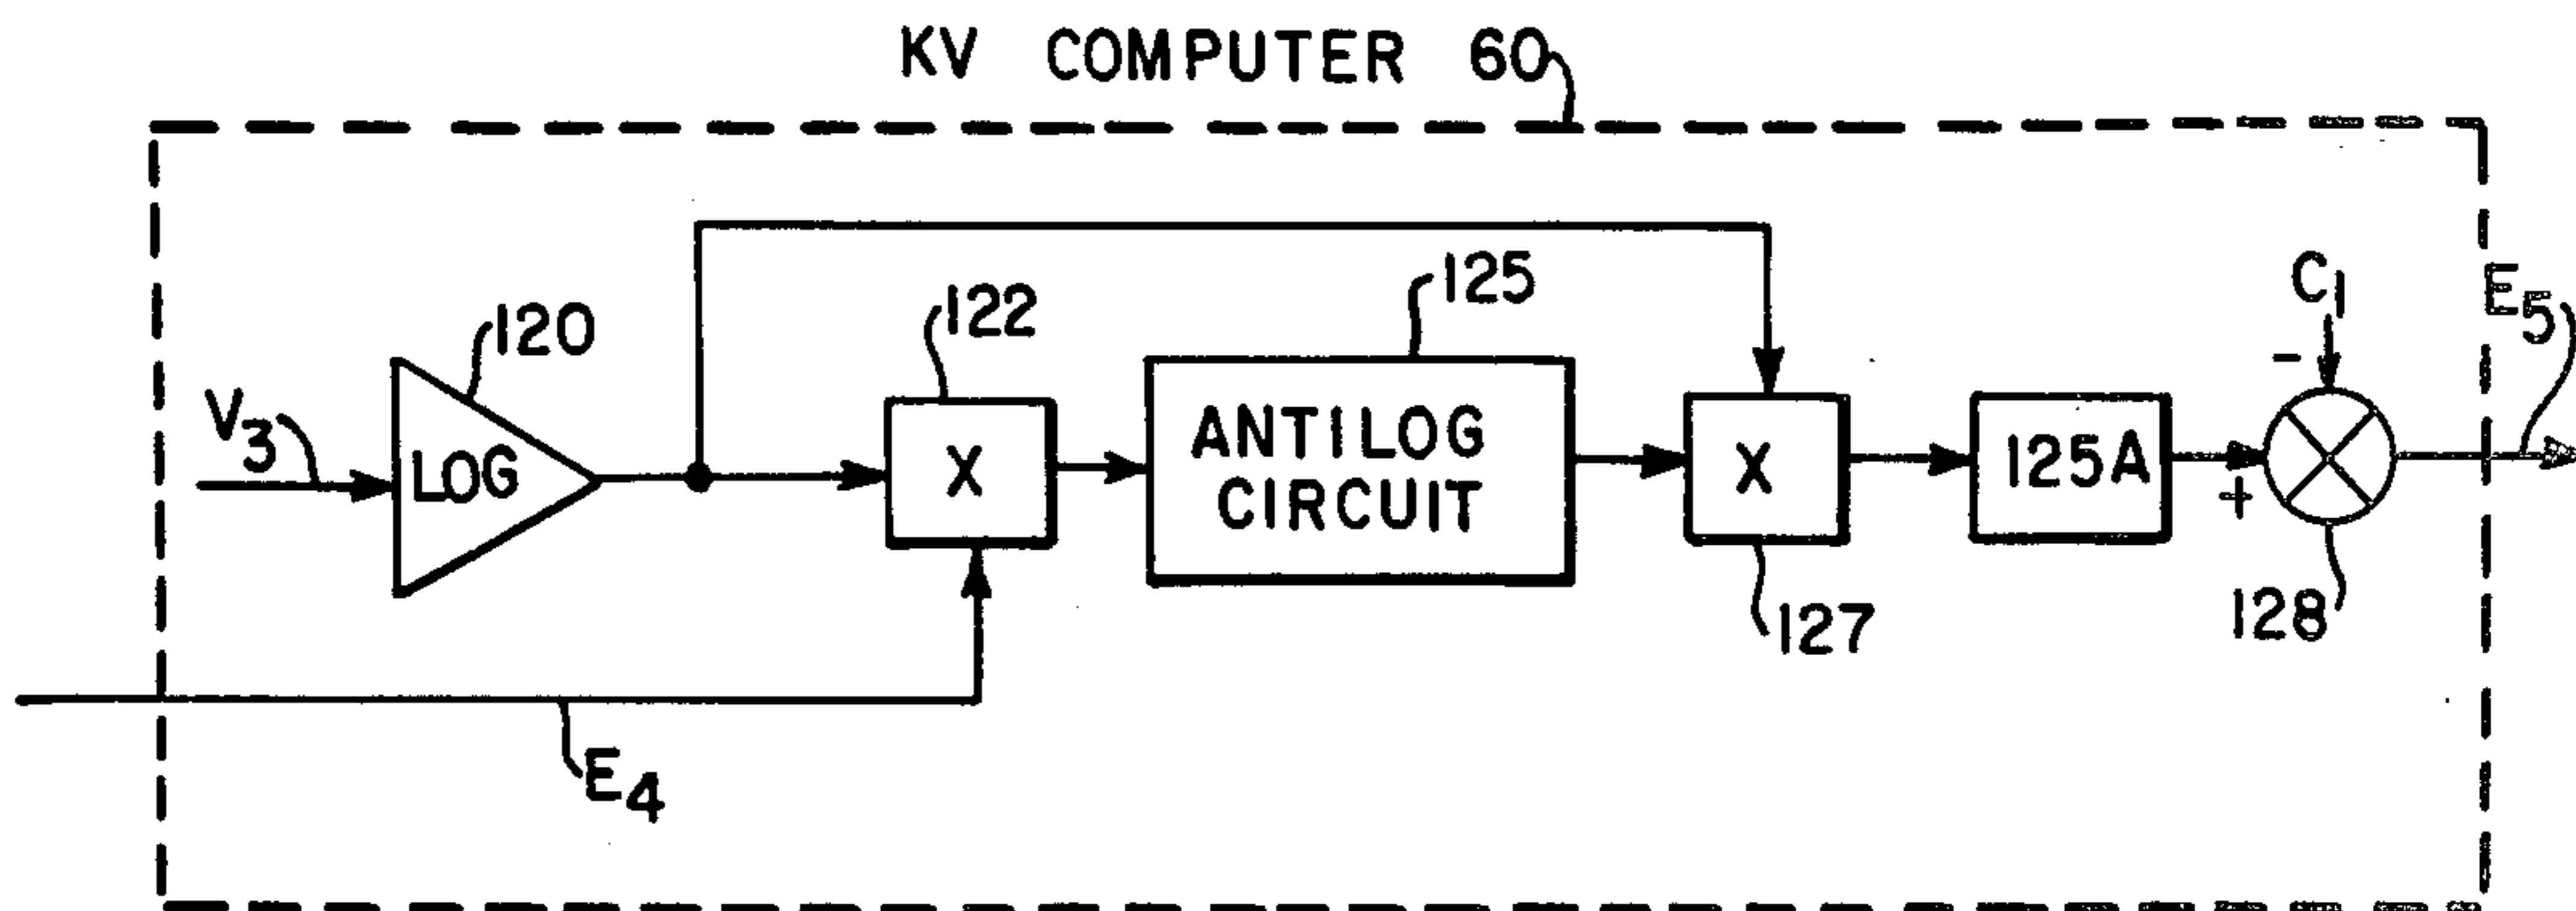 KV COMPUTER 60
120
122
125
C1
E5
V3
LOG
X
ANTILOG
CIRCUIT
X
125A
-
+
127
128
E4